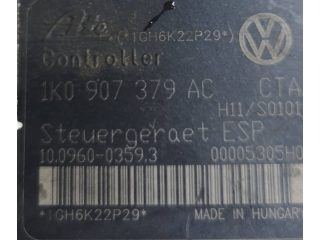 Ate (*1GH6K22P29*)
Controller
1K0 907 379 AC CTA
H11/S0101
Steuergeraet ESP
10.0960-0359.3 00005305H0
*1GH6K22P29* MADE IN HUNGARY